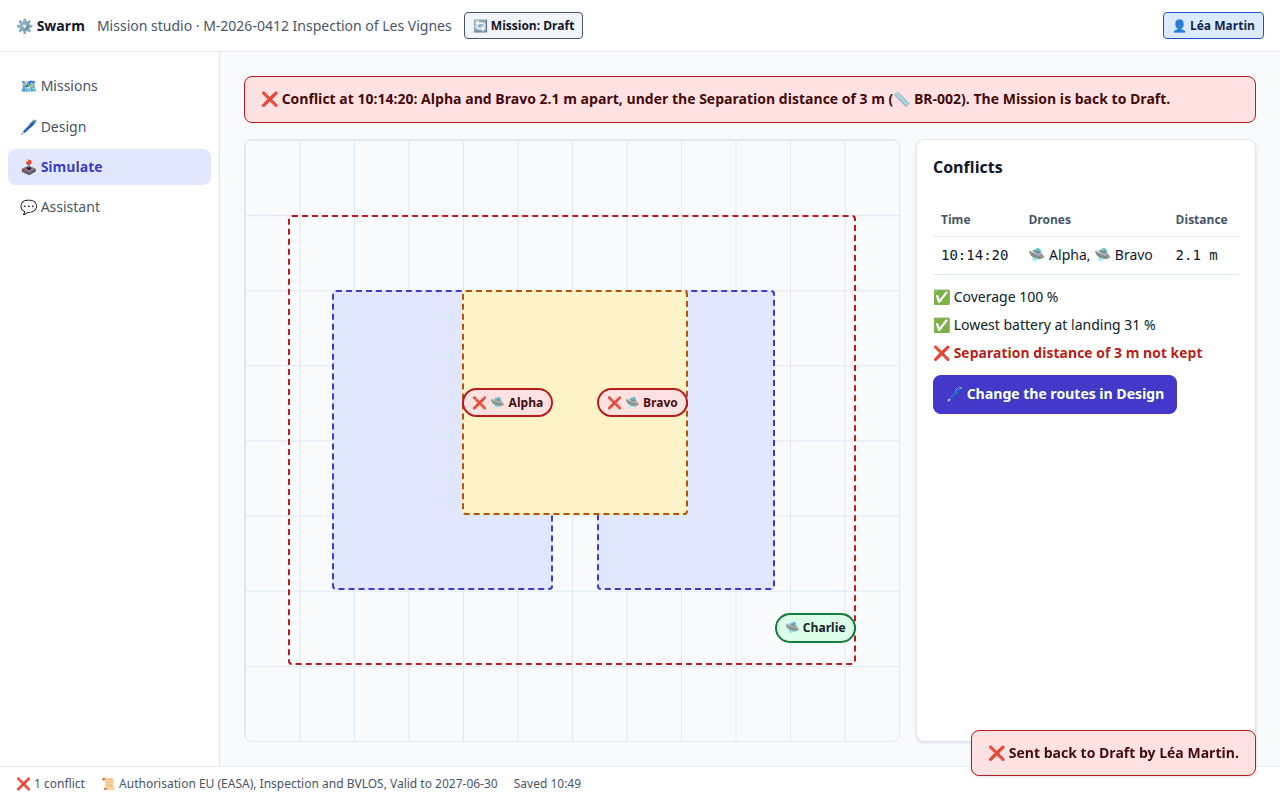 ⚙️ Swarm Mission studio · M-2026-0412 Inspection of Les Vignes 🔄 Mission: Draft 👤 Léa Martin
🗺️ Missions
🖊️ Design
🕹️ Simulate
💬 Assistant
❌ Conflict at 10:14:20: Alpha and Bravo 2.1 m apart, under the Separation distance of 3 m (📏 BR-002). The Mission is back to Draft.
❌ 🛸 Alpha
❌ 🛸 Bravo
🛸 Charlie
Conflicts
Time Drones Distance
10:14:20 🛸 Alpha, 🛸 Bravo 2.1 m
✅ Coverage 100 %
✅ Lowest battery at landing 31 %
❌ Separation distance of 3 m not kept
🖊️ Change the routes in Design
❌ Sent back to Draft by Léa Martin.
❌ 1 conflict 📜 Authorisation EU (EASA), Inspection and BVLOS, Valid to 2027-06-30 Saved 10:49